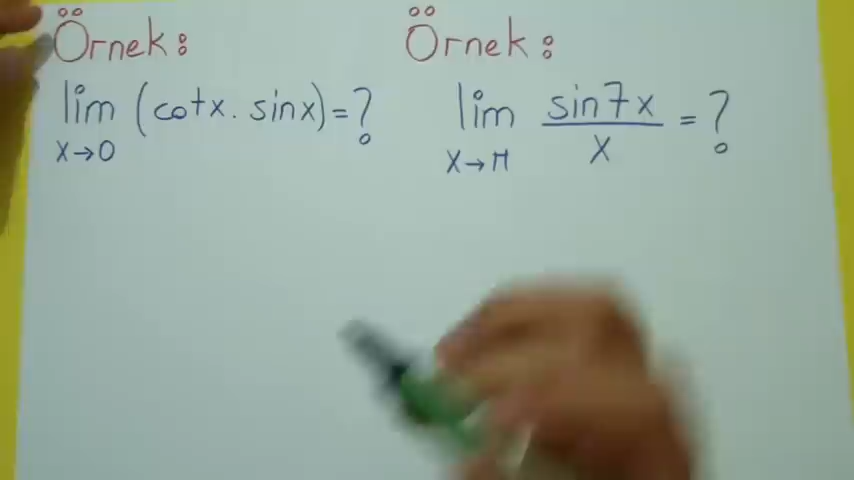 Örnek:
lim (cotx . sinx) = ?
x→0
Örnek:
lim sin7x / x = ?
x→π